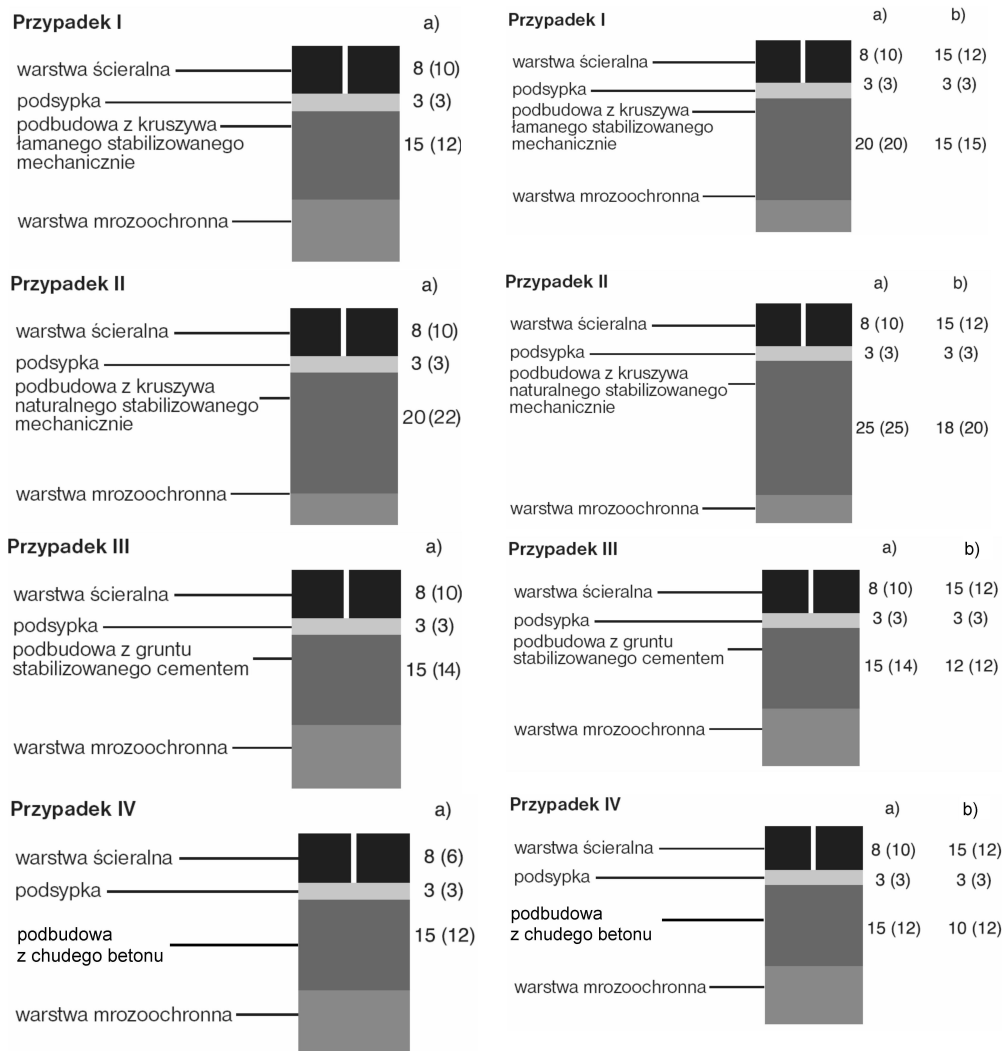 Przypadek I a)
warstwa ścieralna 8 (10)
podsypka 3 (3)
podbudowa z kruszywa
łamanego stabilizowanego 15 (12)
mechanicznie
warstwa mrozoochronna
Przypadek II a)
warstwa ścieralna 8 (10)
podsypka 3 (3)
podbudowa z kruszywa
naturalnego stabilizowanego
mechanicznie 20 (22)
warstwa mrozoochronna
Przypadek III a)
warstwa ścieralna 8 (10)
podsypka 3 (3)
podbudowa z gruntu
stabilizowanego cementem 15 (14)
warstwa mrozoochronna
Przypadek IV a)
warstwa ścieralna 8 (6)
podsypka 3 (3)
podbudowa 15 (12)
z chudego betonu
warstwa mrozoochronna
Przypadek I a) b)
warstwa ścieralna 8 (10) 15 (12)
podsypka 3 (3) 3 (3)
podbudowa z kruszywa
łamanego stabilizowanego
mechanicznie 20 (20) 15 (15)
warstwa mrozoochronna
Przypadek II a) b)
warstwa ścieralna 8 (10) 15 (12)
podsypka 3 (3) 3 (3)
podbudowa z kruszywa
naturalnego stabilizowanego
mechanicznie
25 (25) 18 (20)
warstwa mrozoochronna
Przypadek III a) b)
warstwa ścieralna 8 (10) 15 (12)
podsypka 3 (3) 3 (3)
podbudowa z gruntu
stabilizowanego cementem 15 (14) 12 (12)
warstwa mrozoochronna
Przypadek IV a) b)
warstwa ścieralna 8 (10) 15 (12)
podsypka 3 (3) 3 (3)
podbudowa
z chudego betonu 15 (12) 10 (12)
warstwa mrozoochronna